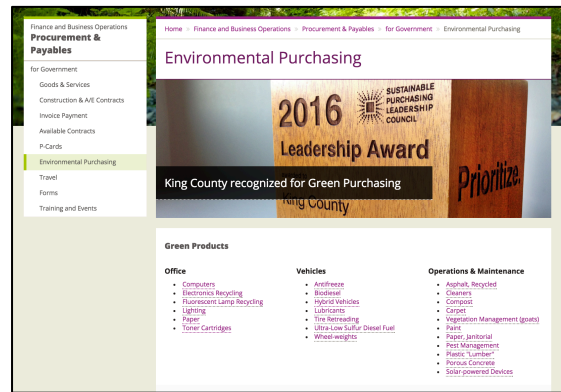 Finance and Business Operations
Procurement &
Payables
for Government
Goods & Services
Construction & A/E Contracts
Invoice Payment
Available Contracts
P-Cards
Environmental Purchasing
Travel
Forms
Training and Events
Home » Finance and Business Operations » Procurement & Payables » for Government » Environmental Purchasing
Environmental Purchasing
2016
SUSTAINABLE
PURCHASING
LEADERSHIP
COUNCIL
Leadership Award
Prioritize.
King County recognized for Green Purchasing
King County
Green Products
Office
• Computers
• Electronics Recycling
• Fluorescent Lamp Recycling
• Lighting
• Paper
• Toner Cartridges
Vehicles
• Antifreeze
• Biodiesel
• Hybrid Vehicles
• Lubricants
• Tire Retreading
• Ultra-Low Sulfur Diesel Fuel
• Wheel-weights
Operations & Maintenance
• Asphalt, Recycled
• Cleaners
• Compost
• Carpet
• Vegetation Management (goats)
• Paint
• Paper, Janitorial
• Pest Management
• Plastic "Lumber"
• Porous Concrete
• Solar-powered Devices